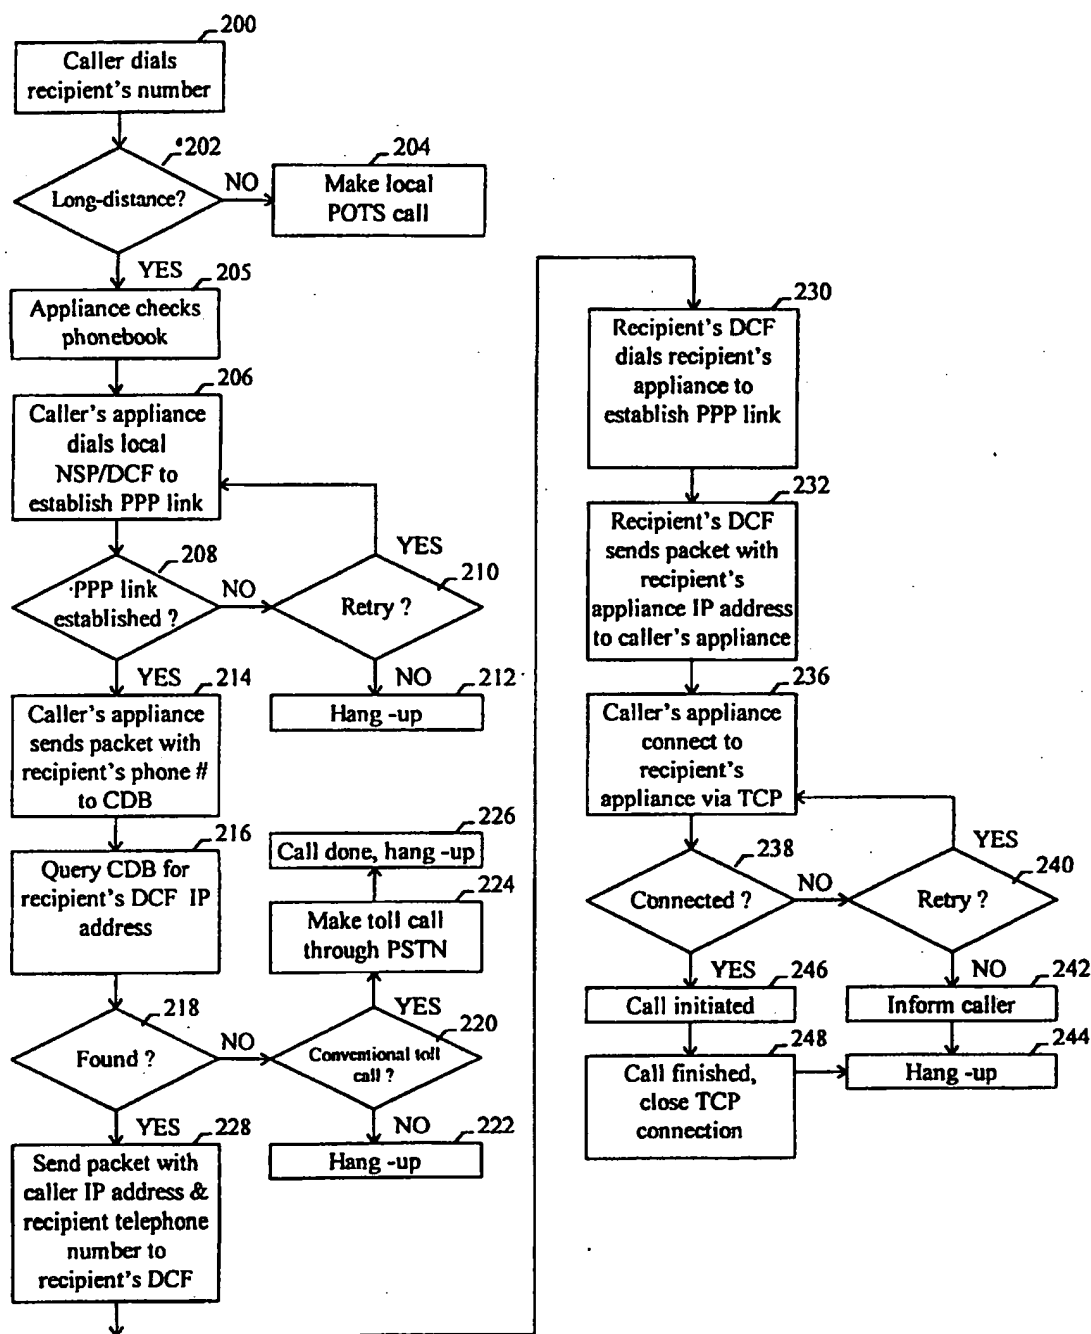 200
Caller dials
recipient's number
202
Long-distance?
NO
204
Make local
POTS call
YES
205
Appliance checks
phonebook
206
Caller's appliance
dials local
NSP/DCF to
establish PPP link
208
PPP link
established ?
NO
YES
210
Retry ?
NO
212
Hang -up
YES
214
Caller's appliance
sends packet with
recipient's phone #
to CDB
216
Query CDB for
recipient's DCF IP
address
226
Call done, hang -up
224
Make toll call
through PSTN
YES
218
Found ?
NO
220
Conventional toll
call ?
NO
222
Hang -up
YES
228
Send packet with
caller IP address &
recipient telephone
number to
recipient's DCF
230
Recipient's DCF
dials recipient's
appliance to
establish PPP link
232
Recipient's DCF
sends packet with
recipient's
appliance IP address
to caller's appliance
236
Caller's appliance
connect to
recipient's
appliance via TCP
238
Connected ?
NO
YES
240
Retry ?
YES
246
Call initiated
NO
242
Inform caller
248
Call finished,
close TCP
connection
244
Hang -up